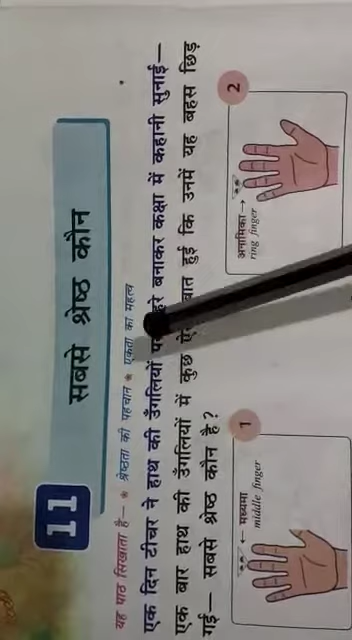 11
सबसे श्रेष्ठ कौन
यह पाठ सिखाता है— * श्रेष्ठता की पहचान * एकता का महत्व
एक दिन टीचर ने हाथ की उँगलियों बनाकर कक्षा में कहानी सुनाई—
एक बार हाथ की उँगलियों में कुछ बात हुई कि उनमें यह बहस छिड़
गई— सबसे श्रेष्ठ कौन है?
1
← मध्यमा
middle finger
2
अनामिका →
ring finger